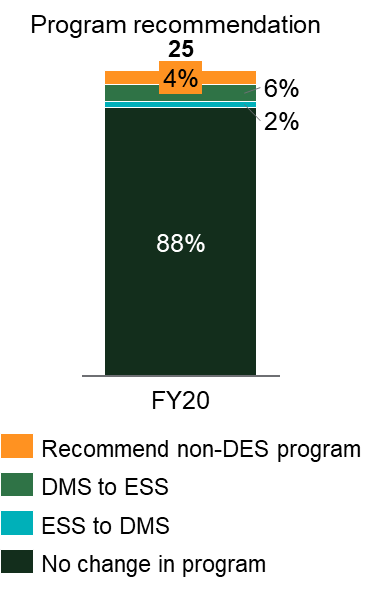 Program recommendation
25
4%
6%
2%
88%
FY20
Recommend non-DES program
DMS to ESS
ESS to DMS
No change in program